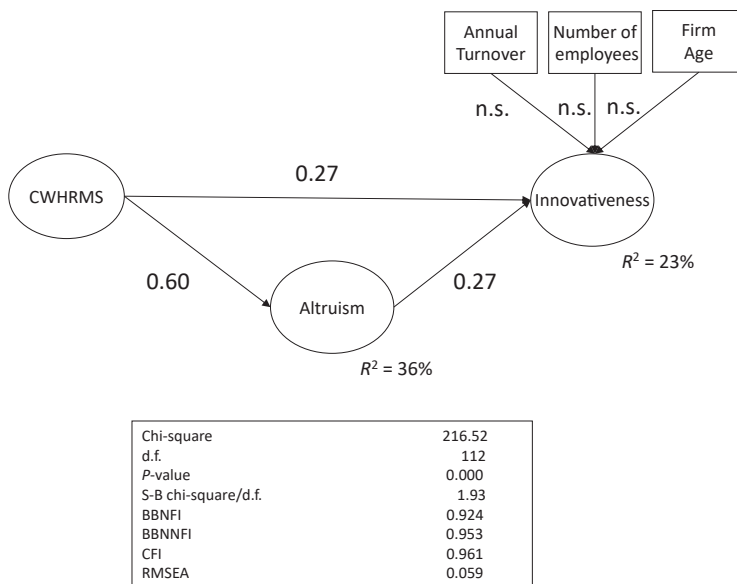 Annual
Turnover
Number of
employees
Firm
Age
n.s.
n.s.
n.s.
0.27
CWHRMS
Innovativeness
R² = 23%
0.60
0.27
Altruism
R² = 36%
Chi-square 216.52
d.f. 112
P-value 0.000
S-B chi-square/d.f. 1.93
BBNFI 0.924
BBNNFI 0.953
CFI 0.961
RMSEA 0.059